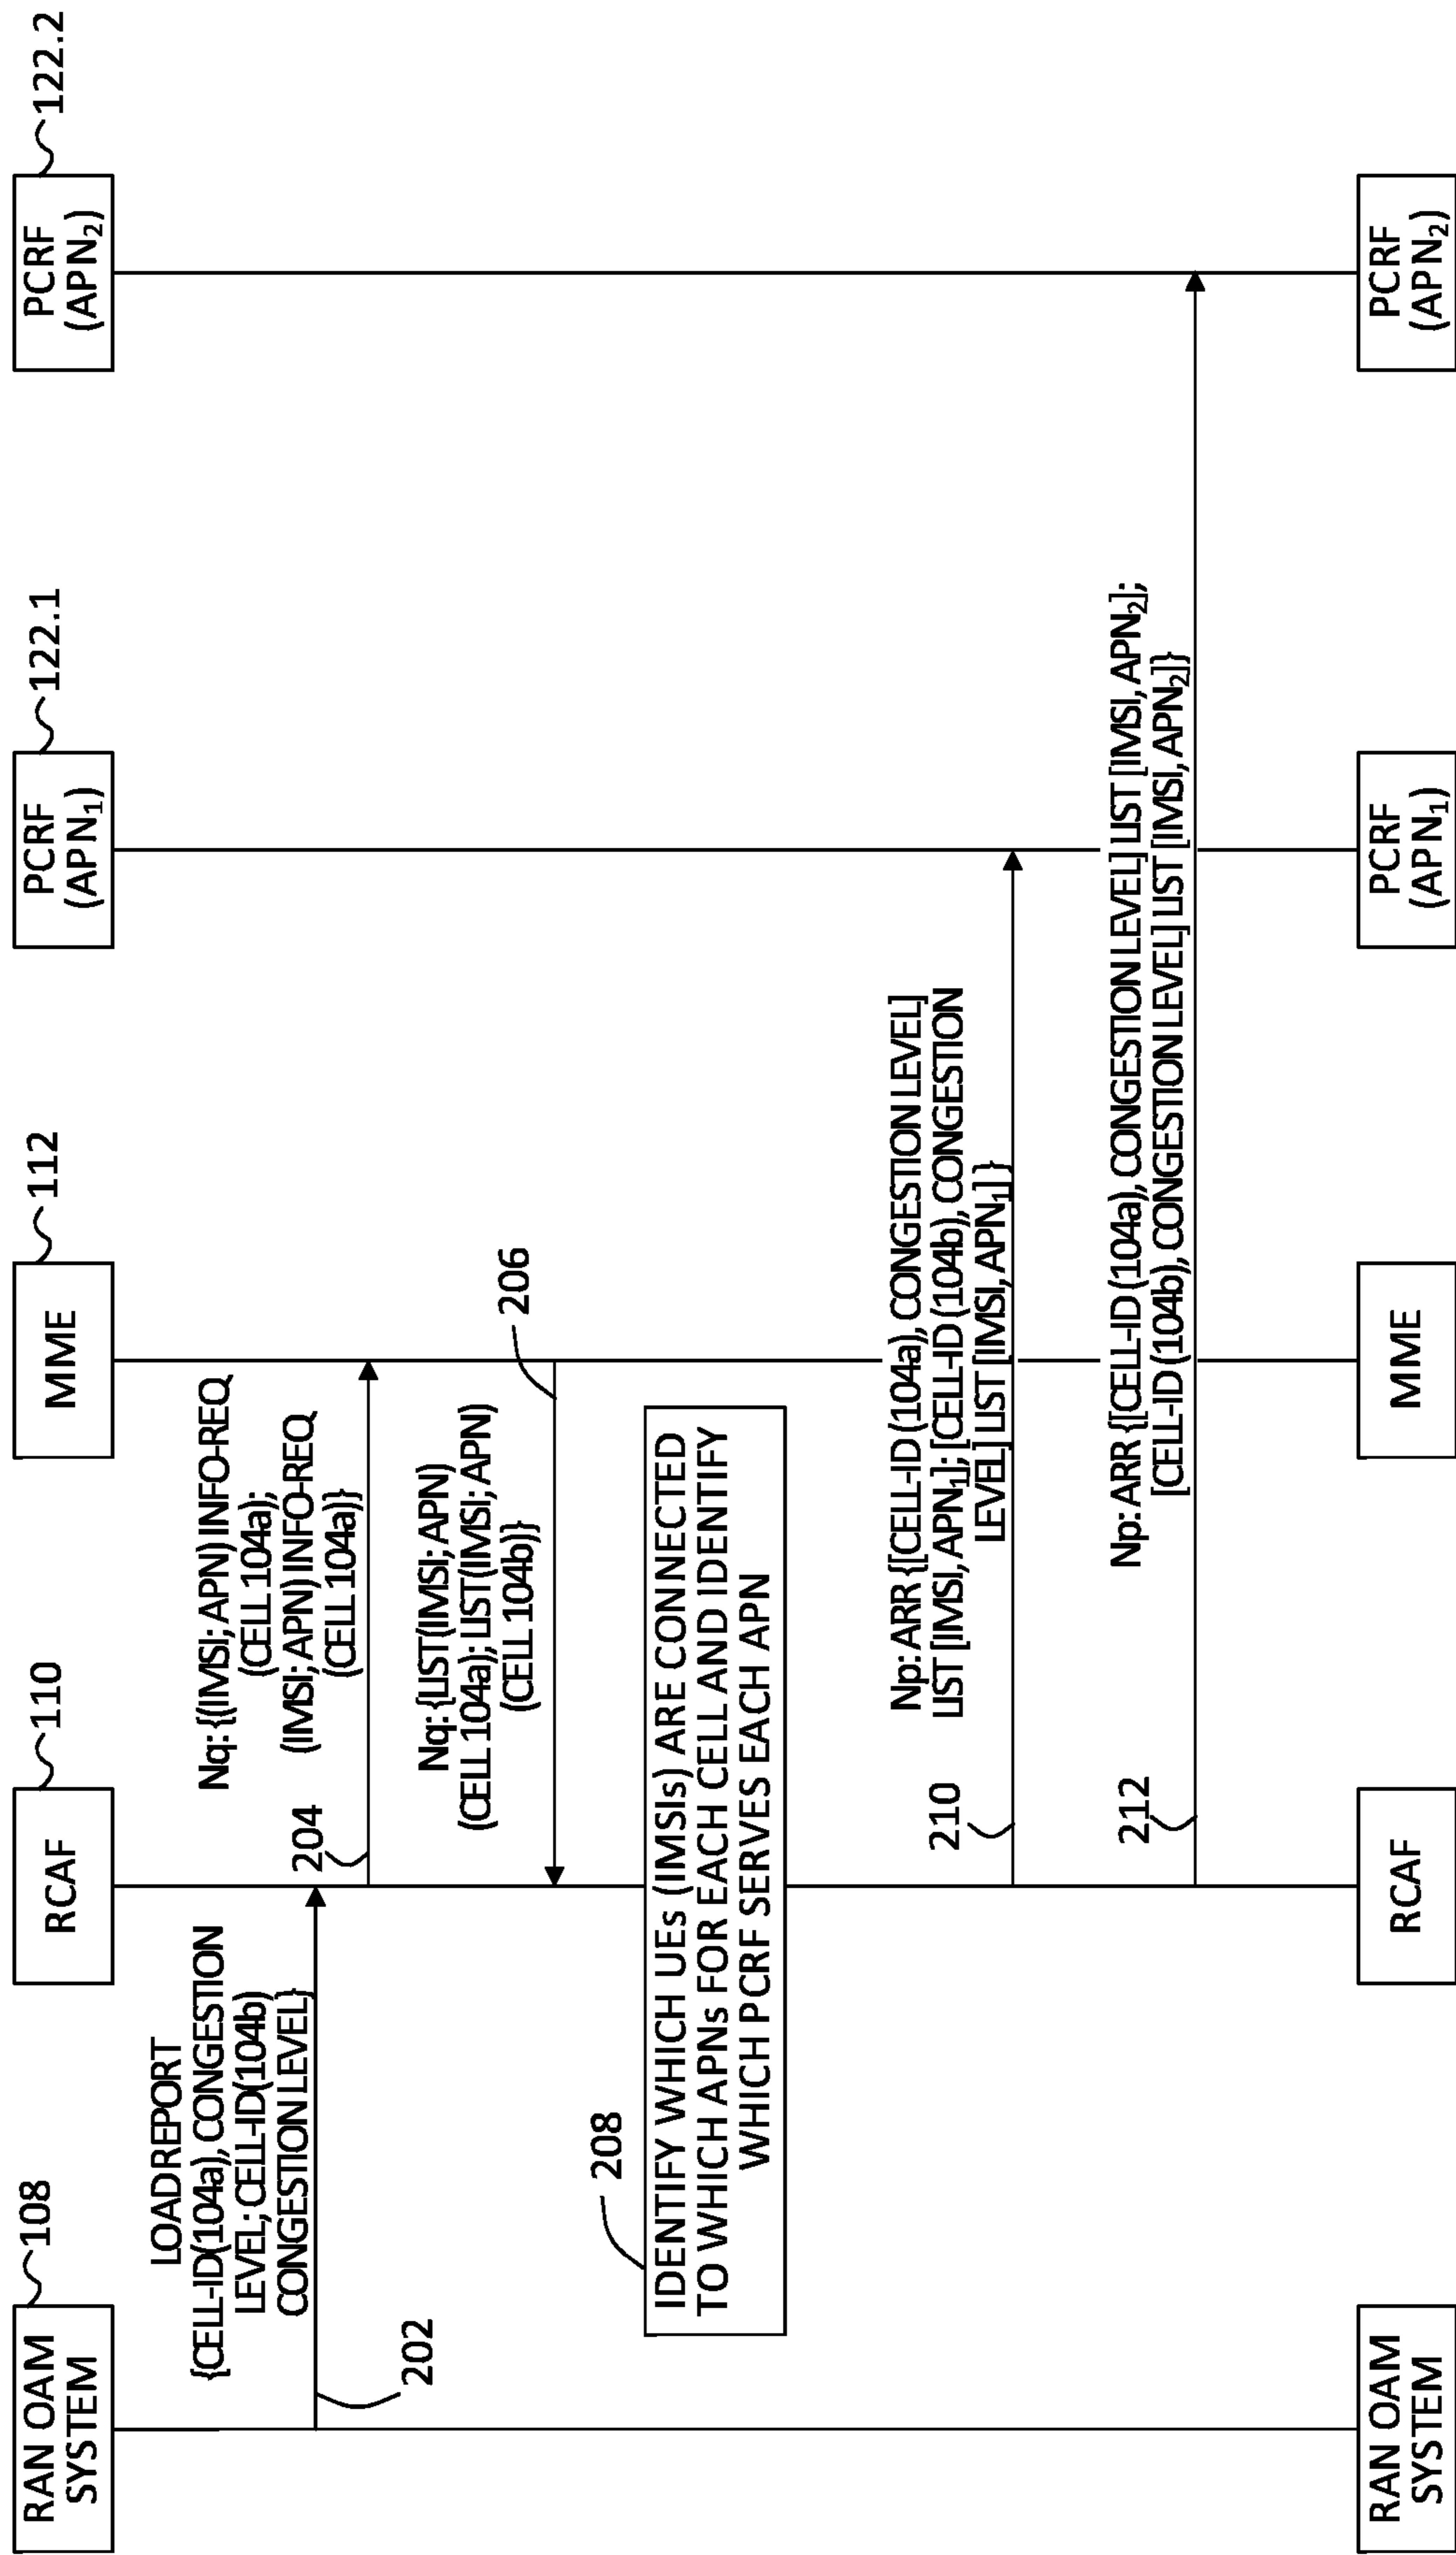 RAN OAM
SYSTEM
108
RCAF
110
MME
112
PCRF
(APN₁)
122.1
PCRF
(APN₂)
122.2
LOAD REPORT
{CELL-ID(104a), CONGESTION
LEVEL; CELL-ID(104b)
CONGESTION LEVEL}
202
Nq: {(IMSI; APN) INFO-REQ
(CELL 104a);
(IMSI; APN) INFO-REQ
(CELL 104a)}
204
Nq: {LIST(IMSI; APN)
(CELL 104a); LIST(IMSI; APN)
(CELL 104b)}
206
208
IDENTIFY WHICH UEs (IMSIs) ARE CONNECTED
TO WHICH APNs FOR EACH CELL AND IDENTIFY
WHICH PCRF SERVES EACH APN
Np: ARR {[CELL-ID (104a), CONGESTION LEVEL]
LIST [IMSI, APN₁]; [CELL-ID (104b), CONGESTION
LEVEL] LIST [IMSI, APN₁] }
210
Np: ARR {[CELL-ID (104a), CONGESTION LEVEL] LIST [IMSI, APN₂];
[CELL-ID (104b), CONGESTION LEVEL] LIST [IMSI, APN₂]}
212
RAN OAM
SYSTEM
RCAF
MME
PCRF
(APN₁)
PCRF
(APN₂)